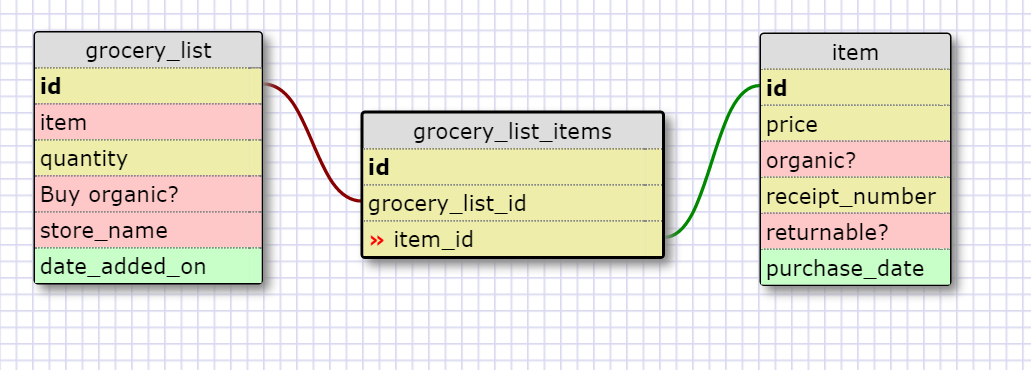 grocery_list
id
item
quantity
Buy organic?
store_name
date_added_on
grocery_list_items
id
grocery_list_id
» item_id
item
id
price
organic?
receipt_number
returnable?
purchase_date